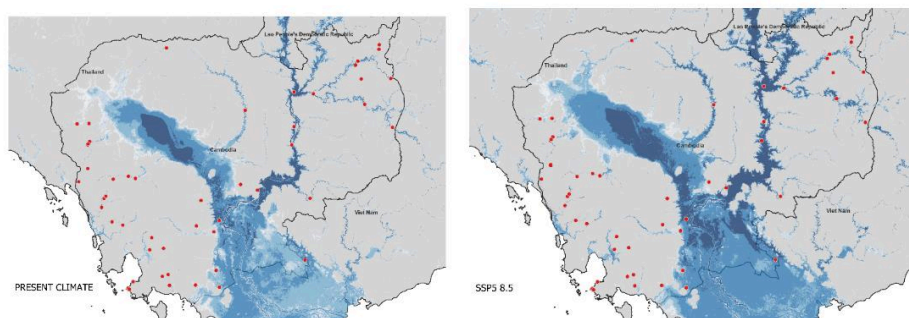 Lao People's Democratic Republic
Thailand
Cambodia
Viet Nam
PRESENT CLIMATE
Lao People's Democratic Republic
Thailand
Cambodia
Viet Nam
SSP5 8.5